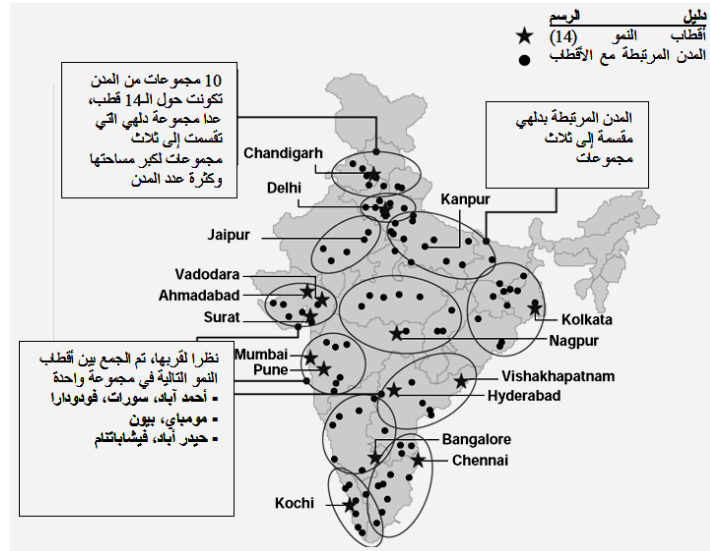 دليل الرسم
أقطاب النمو (14)
المدن المرتبطة مع الأقطاب
10 مجموعات من المدن
تكونت حول الـ14 قطب،
عدا مجموعة دلهي التي
تقسمت إلى ثلاث
مجموعات لكبر مساحتها
وكثرة عدد المدن
المدن المرتبطة بدلهي
مقسمة إلى ثلاث
مجموعات
Chandigarh
Delhi
Kanpur
Jaipur
Vadodara
Ahmadabad
Surat
Kolkata
Nagpur
Mumbai
Pune
Vishakhapatnam
Hyderabad
Bangalore
Chennai
Kochi
نظرا لقربها، تم الجمع بين أقطاب
النمو التالية في مجموعة واحدة
- أحمد آباد، سورات، فودودارا
- مومباي، بيون
- حيدر أباد، فيشاباتنام